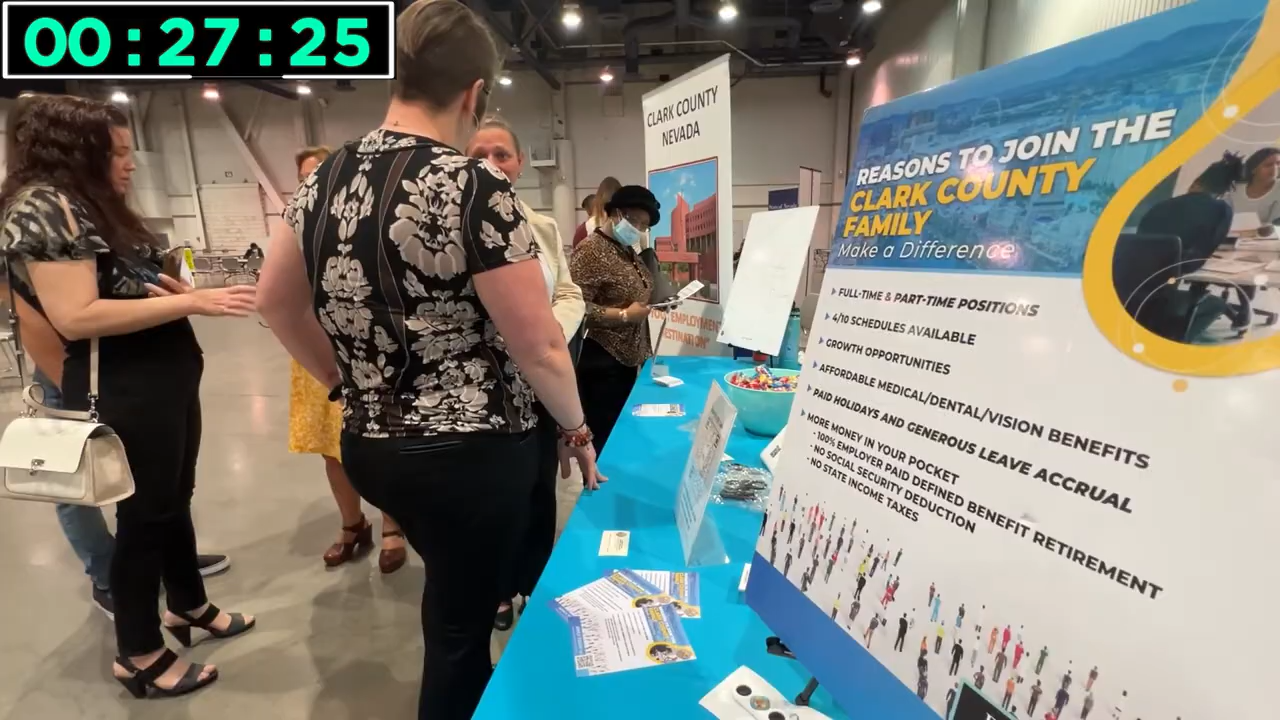 00:27:25
CLARK COUNTY
NEVADA
REASONS TO JOIN THE
CLARK COUNTY
FAMILY
Make a Difference
FULL-TIME & PART-TIME POSITIONS
4/10 SCHEDULES AVAILABLE
GROWTH OPPORTUNITIES
AFFORDABLE MEDICAL/DENTAL/VISION BENEFITS
PAID HOLIDAYS AND GENEROUS LEAVE ACCRUAL
MORE MONEY IN YOUR POCKET
- 100% EMPLOYER PAID DEFINED BENEFIT RETIREMENT
- NO SOCIAL SECURITY DEDUCTION
- NO STATE INCOME TAXES